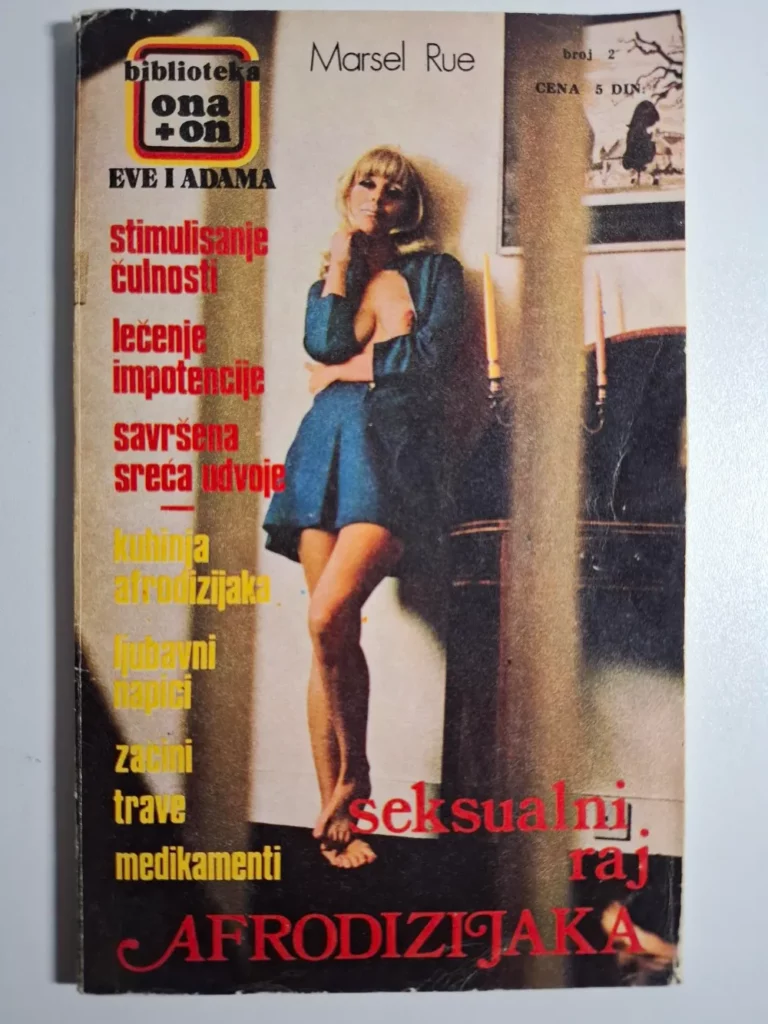 biblioteka
ona
+on
EVE I ADAMA
Marsel Rue
broj 2
CENA 5 DIN.
stimulisanje
čulnosti
lečenje
impotencije
savršena
sreća udvoje
kuhinja
afrodizijaka
ljubavni
napici
začini
trave
medikamenti
seksualni
raj
AFRODIZIJAKA